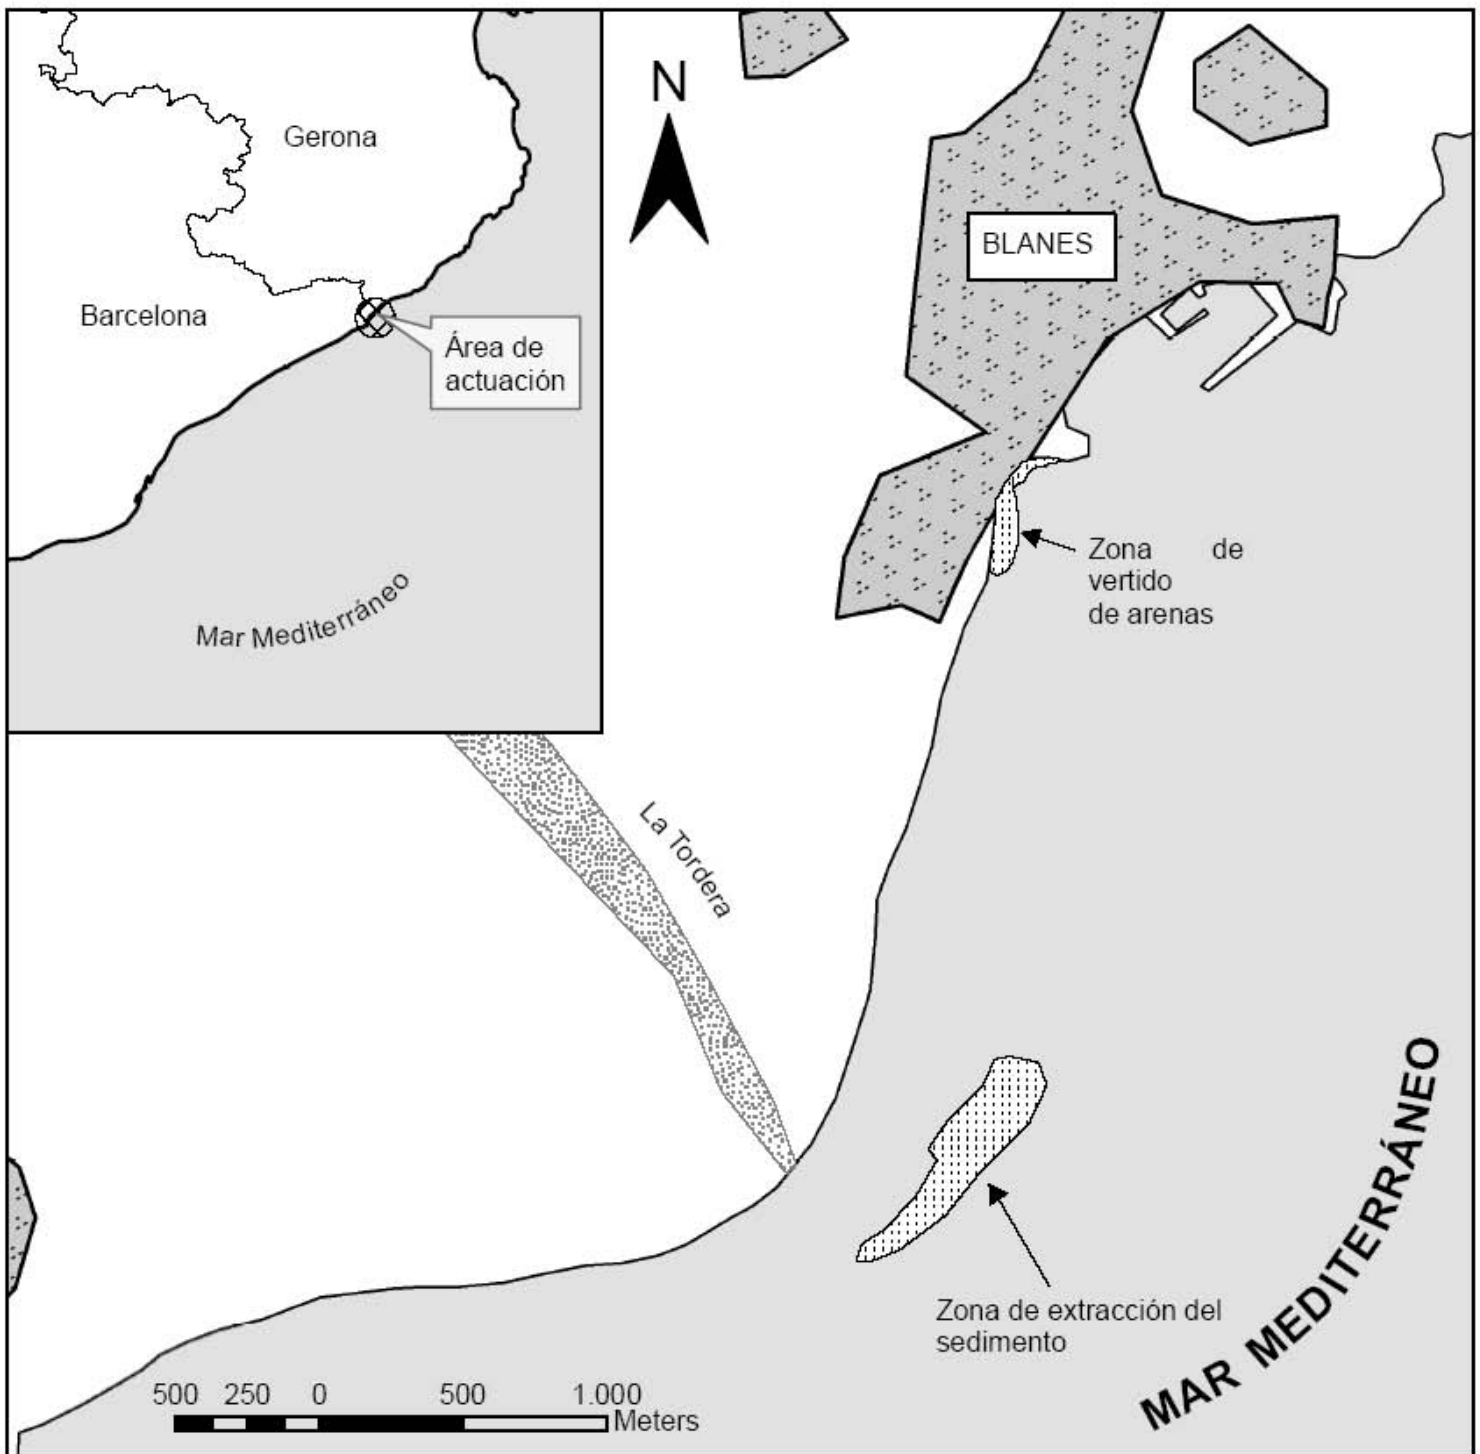 Gerona
Barcelona
Área de
actuación
Mar Mediterráneo
N
BLANES
Zona de
vertido
de arenas
La Tordera
Zona de extracción del
sedimento
MAR MEDITERRÁNEO
500 250 0 500 1.000
Meters